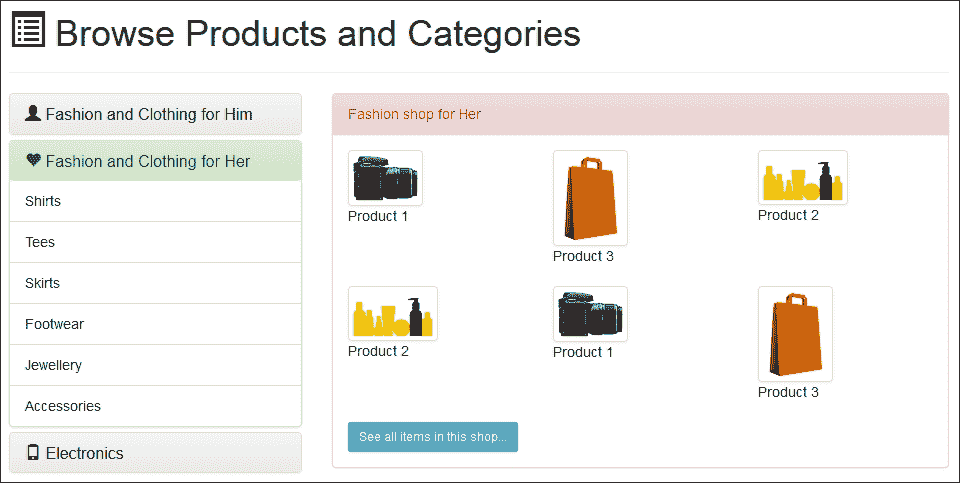 Browse Products and Categories
Fashion and Clothing for Him
Fashion and Clothing for Her
Shirts
Tees
Skirts
Footwear
Jewellery
Accessories
Electronics
Fashion shop for Her
Product 1
Product 3
Product 2
Product 2
Product 1
Product 3
See all items in this shop...